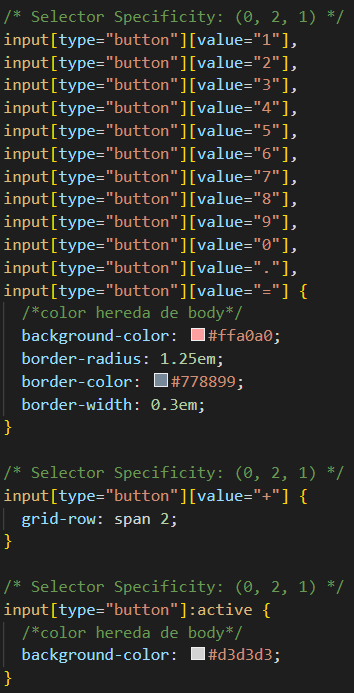 /* Selector Specificity: (0, 2, 1) */
input[type="button"][value="1"],
input[type="button"][value="2"],
input[type="button"][value="3"],
input[type="button"][value="4"],
input[type="button"][value="5"],
input[type="button"][value="6"],
input[type="button"][value="7"],
input[type="button"][value="8"],
input[type="button"][value="9"],
input[type="button"][value="0"],
input[type="button"][value="."],
input[type="button"][value="="] {
  /*color hereda de body*/
  background-color: #ffa0a0;
  border-radius: 1.25em;
  border-color: #778899;
  border-width: 0.3em;
}

/* Selector Specificity: (0, 2, 1) */
input[type="button"][value="+"] {
  grid-row: span 2;
}

/* Selector Specificity: (0, 2, 1) */
input[type="button"]:active {
  /*color hereda de body*/
  background-color: #d3d3d3;
}